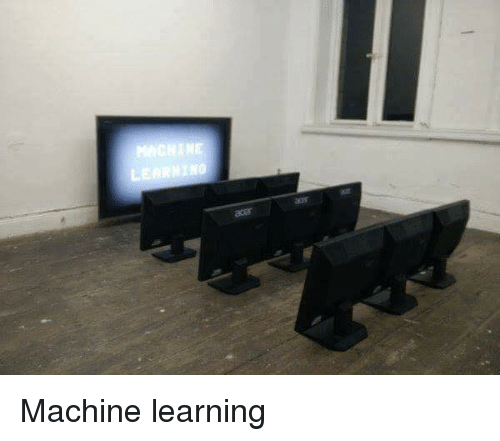 MACHINE
LEARNING
acer
acer
acer
Machine learning